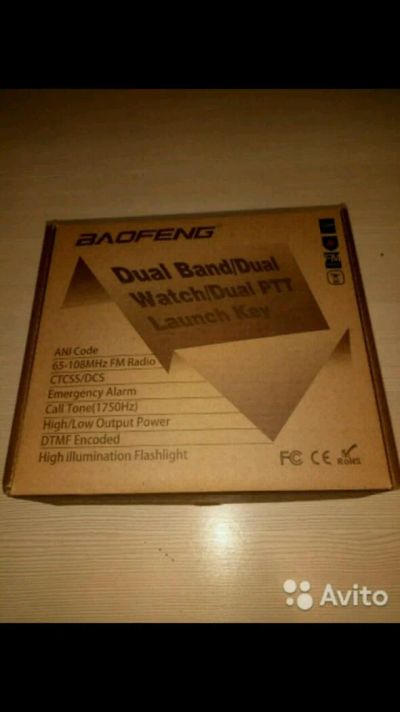 BAOFENG
Dual Band/Dual
Watch/Dual PTT
Launch Key
FM
ANI Code
65-108MHz FM Radio
CTCSS/DCS
Emergency Alarm
Call Tone(1750Hz)
High/Low Output Power
DTMF Encoded
High illumination Flashlight
FC CE RoHS
Avito